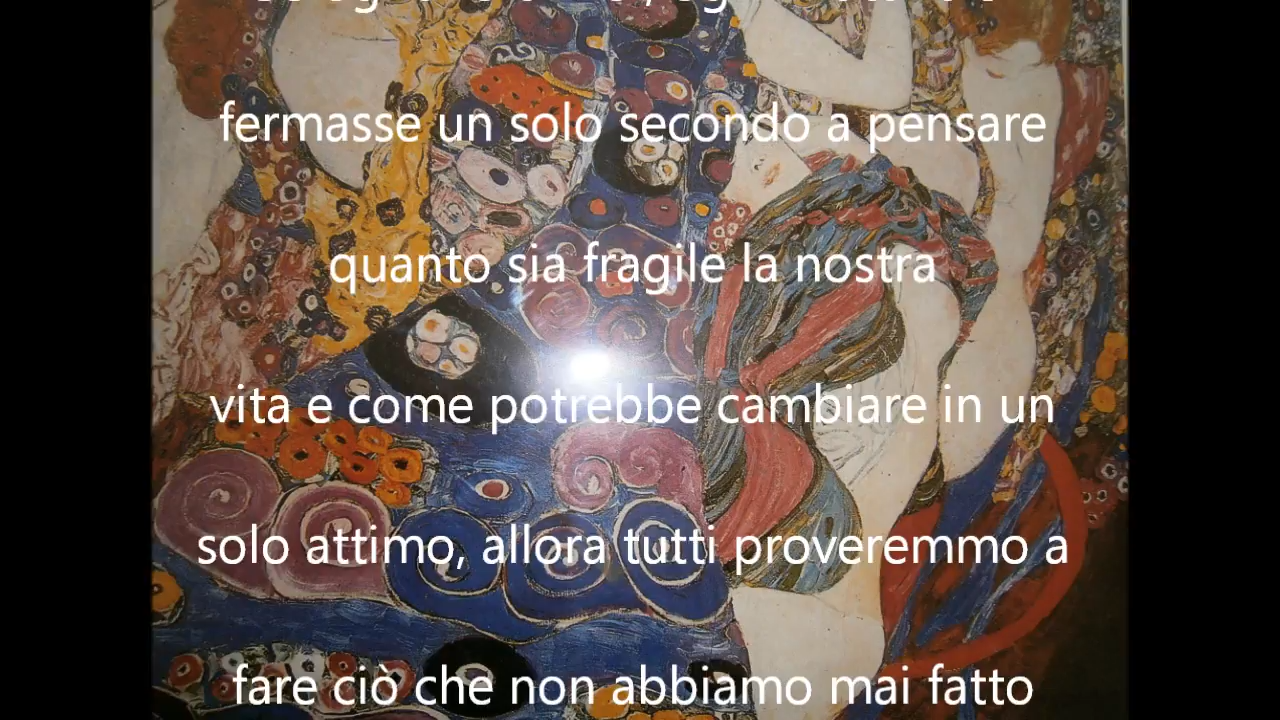 fermasse un solo secondo a pensare
quanto sia fragile la nostra
vita e come potrebbe cambiare in un
solo attimo, allora tutti proveremmo a
fare ciò che non abbiamo mai fatto